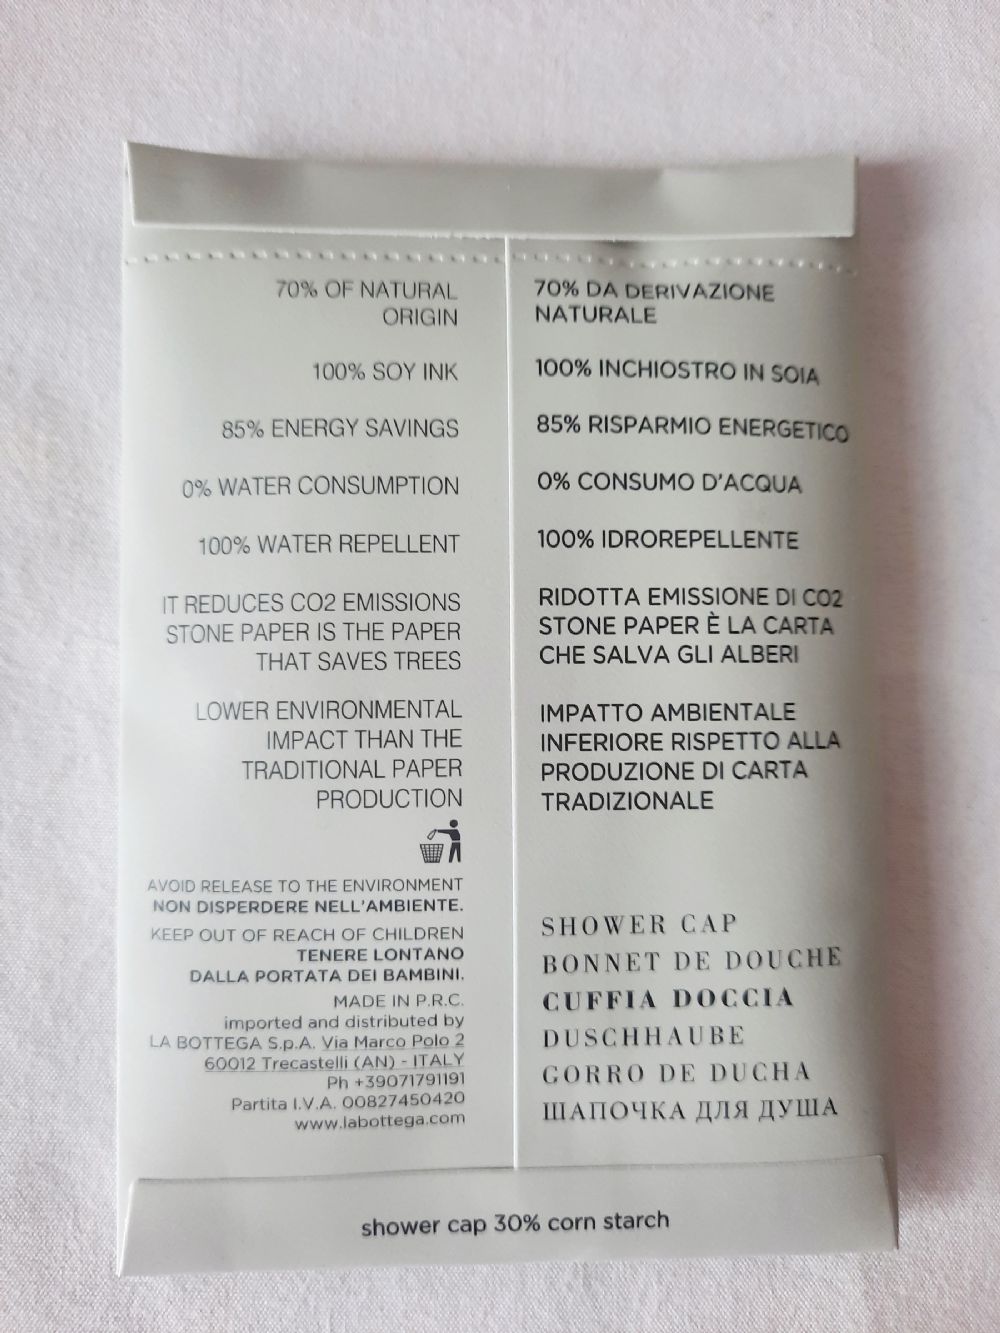 70% OF NATURAL
ORIGIN
100% SOY INK
85% ENERGY SAVINGS
0% WATER CONSUMPTION
100% WATER REPELLENT
IT REDUCES CO2 EMISSIONS
STONE PAPER IS THE PAPER
THAT SAVES TREES
LOWER ENVIRONMENTAL
IMPACT THAN THE
TRADITIONAL PAPER
PRODUCTION
AVOID RELEASE TO THE ENVIRONMENT
NON DISPERDERE NELL'AMBIENTE.
KEEP OUT OF REACH OF CHILDREN
TENERE LONTANO
DALLA PORTATA DEI BAMBINI.
MADE IN P.R.C.
imported and distributed by
LA BOTTEGA S.p.A. Via Marco Polo 2
60012 Trecastelli (AN) - ITALY
Ph +39071791191
Partita I.V.A. 00827450420
www.labottega.com
70% DA DERIVAZIONE
NATURALE
100% INCHIOSTRO IN SOIA
85% RISPARMIO ENERGETICO
0% CONSUMO D'ACQUA
100% IDROREPELLENTE
RIDOTTA EMISSIONE DI CO2
STONE PAPER È LA CARTA
CHE SALVA GLI ALBERI
IMPATTO AMBIENTALE
INFERIORE RISPETTO ALLA
PRODUZIONE DI CARTA
TRADIZIONALE
SHOWER CAP
BONNET DE DOUCHE
CUFFIA DOCCIA
DUSCHHAUBE
GORRO DE DUCHA
ШАПОЧКА ДЛЯ ДУША
shower cap 30% corn starch